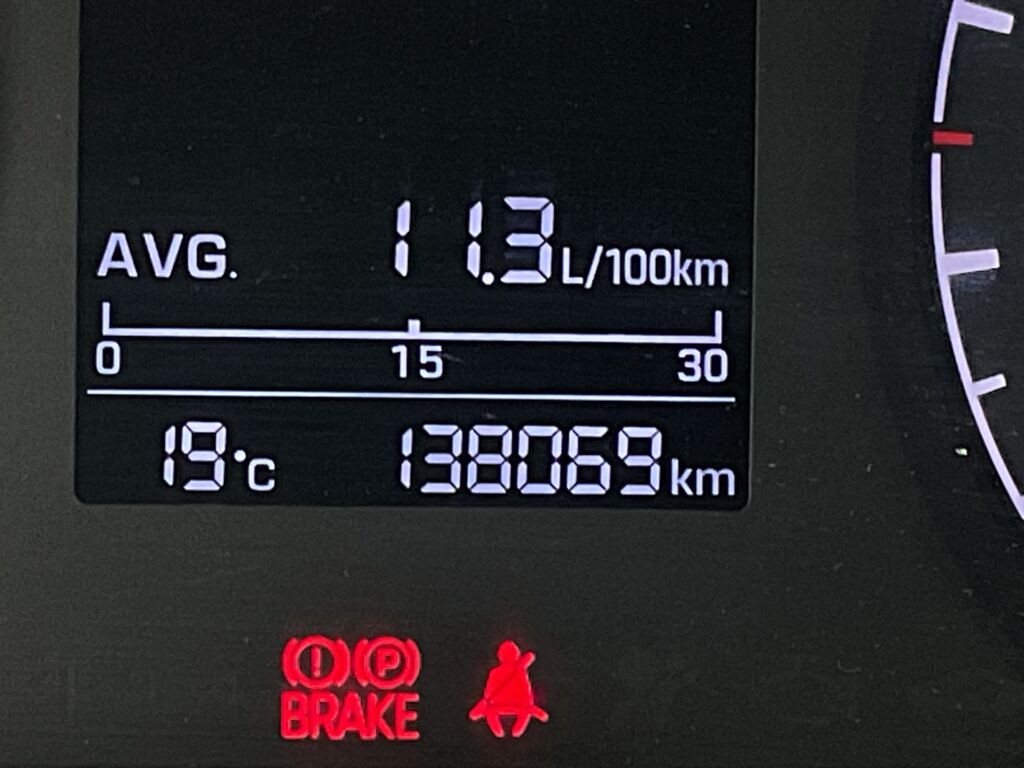 AVG. 11.3 L/100km
0 15 30
19°C 138069 km
(!) (P)
BRAKE